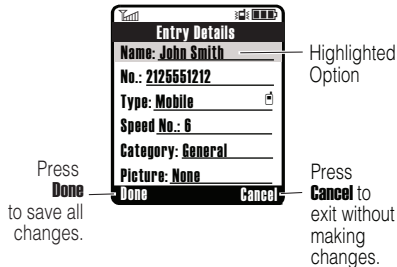 Entry Details
Name: John Smith
No.: 2125551212
Type: Mobile
Speed No.: 6
Category: General
Picture: None
Done Cancel
Highlighted
Option
Press
Done
to save all
changes.
Press
Cancel to
exit without
making
changes.